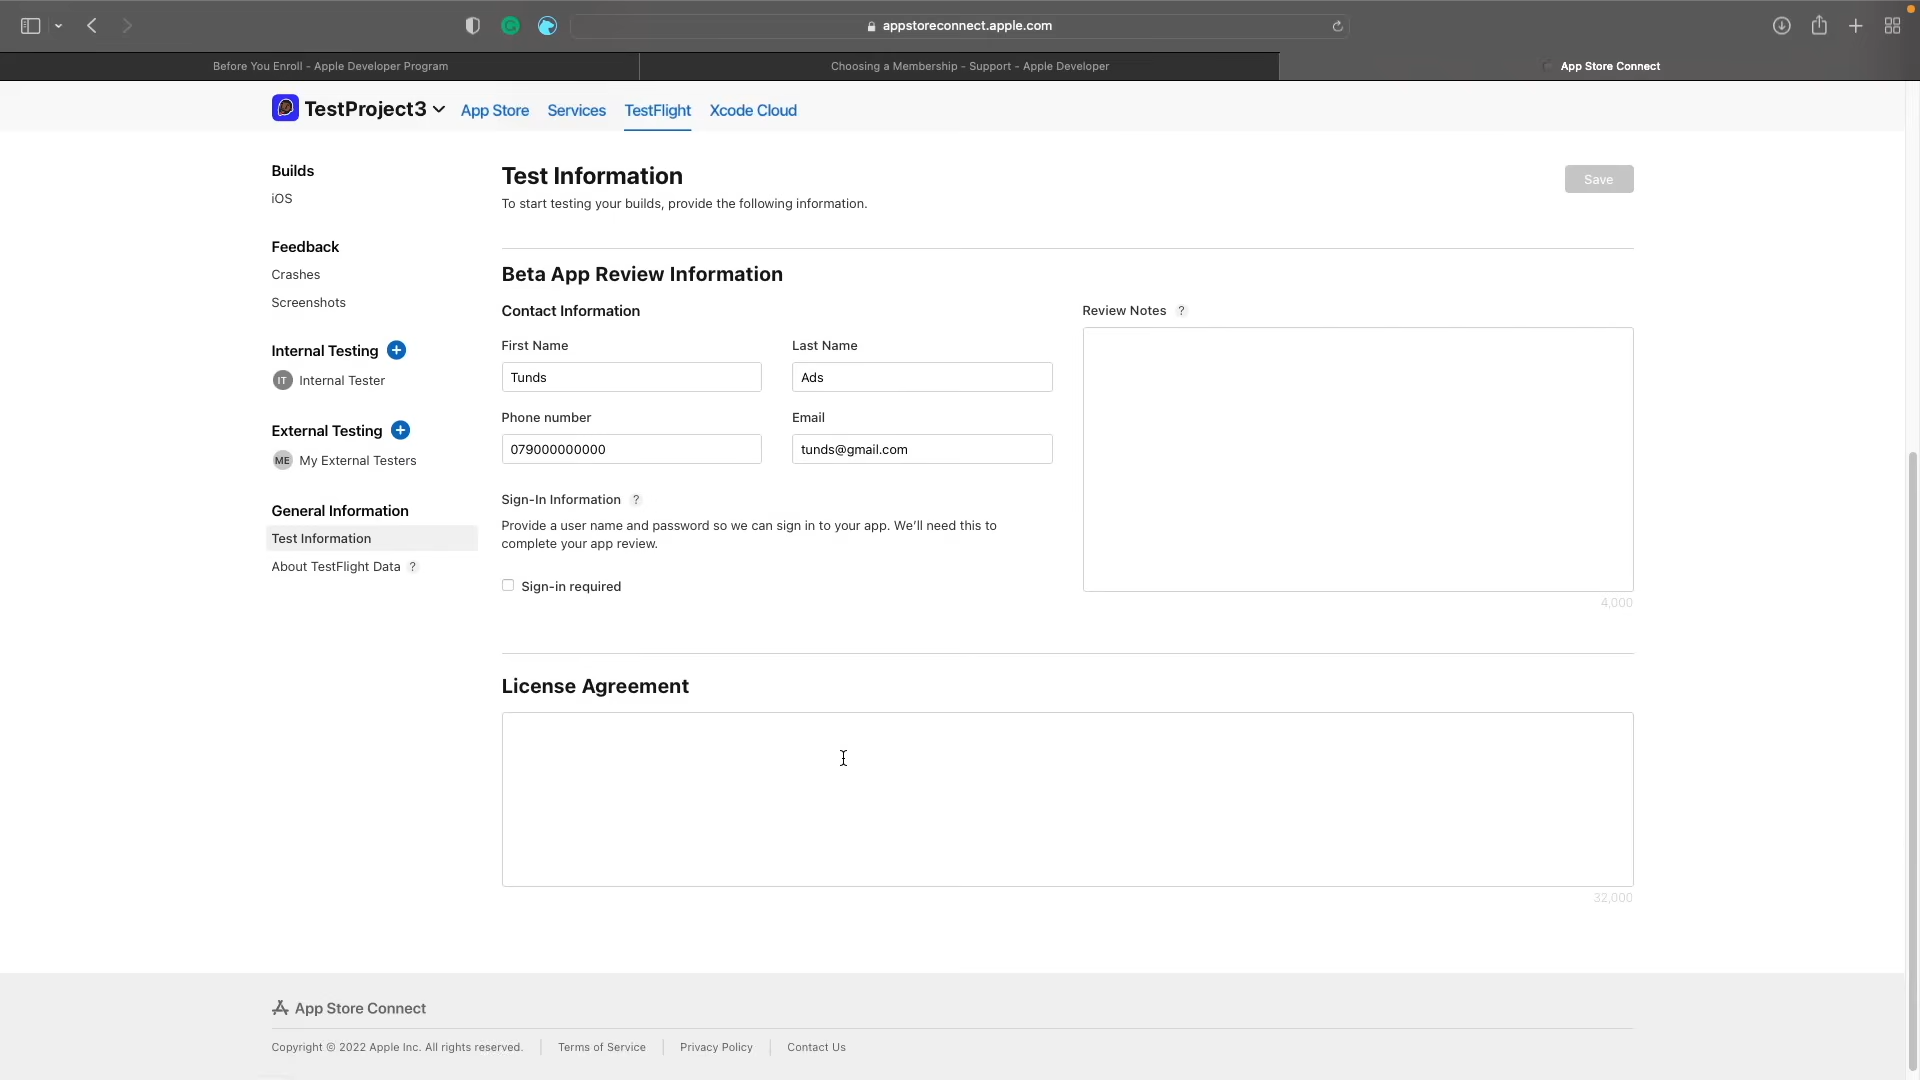 appstoreconnect.apple.com
Before You Enroll - Apple Developer Program
Choosing a Membership - Support - Apple Developer
App Store Connect
TestProject3
App Store
Services
TestFlight
Xcode Cloud
Builds
iOS
Feedback
Crashes
Screenshots
Internal Testing
IT Internal Tester
External Testing
ME My External Testers
General Information
Test Information
About TestFlight Data ?
Test Information
To start testing your builds, provide the following information.
Save
Beta App Review Information
Contact Information
First Name
Last Name
Tunds
Ads
Phone number
Email
079000000000
tunds@gmail.com
Sign-In Information ?
Provide a user name and password so we can sign in to your app. We’ll need this to
complete your app review.
Sign-in required
Review Notes ?
4,000
License Agreement
32,000
App Store Connect
Copyright © 2022 Apple Inc. All rights reserved.
Terms of Service
Privacy Policy
Contact Us